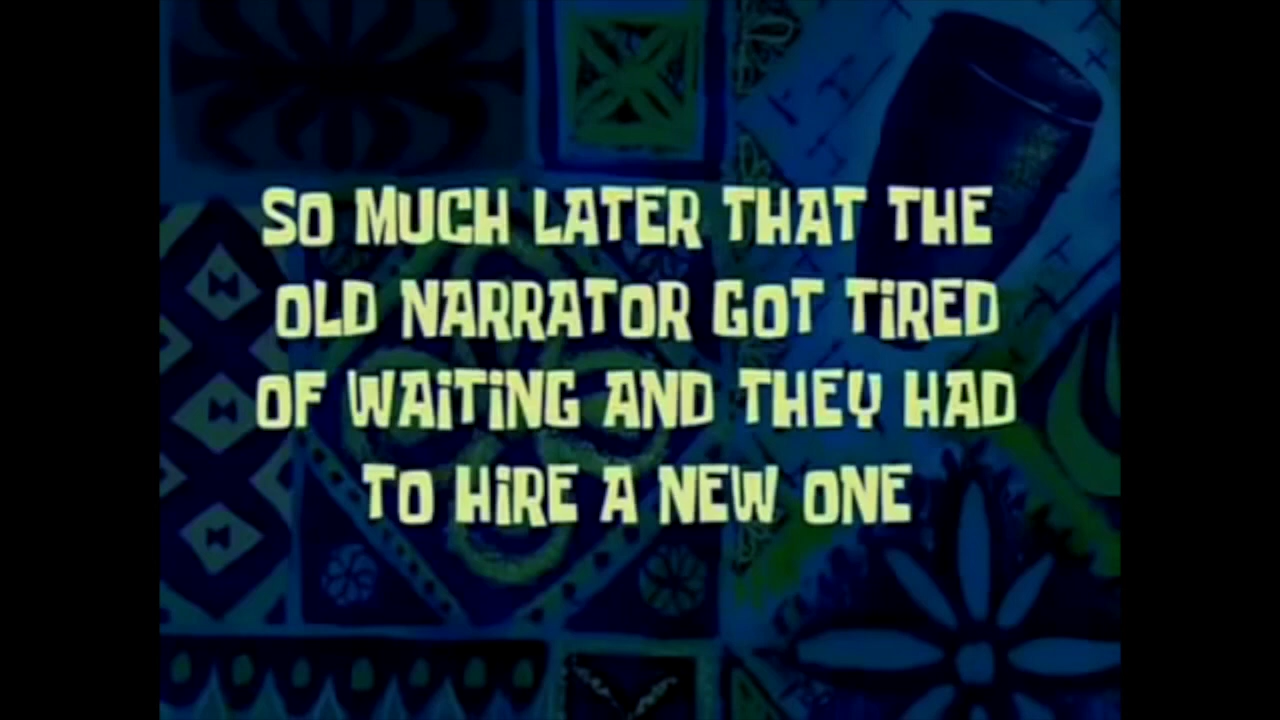 SO MUCH LATER THAT THE
OLD NARRATOR GOT TIRED
OF WAITING AND THEY HAD
TO HIRE A NEW ONE